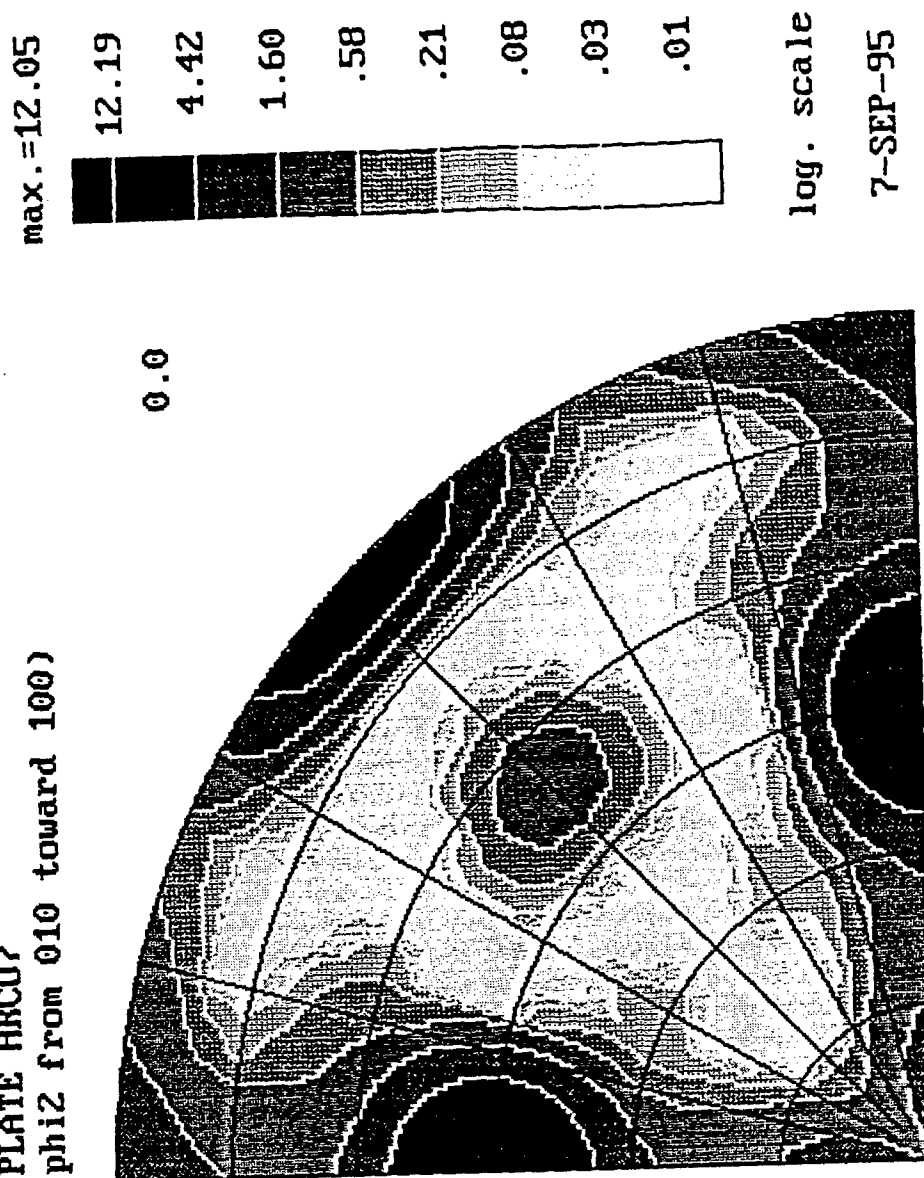 PLATE
phi2 from 010 toward 100)
0.0
max.=12.05
12.19
4.42
1.60
.58
.21
.08
.03
.01
log. scale
7-SEP-95